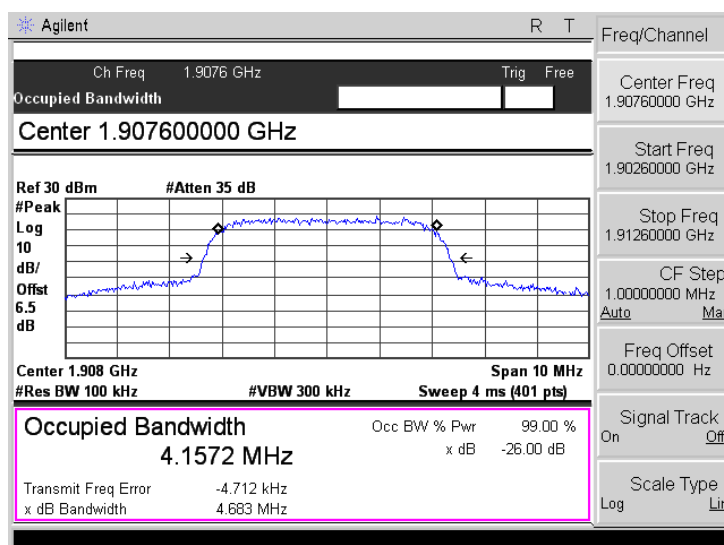 Agilent R T
Ch Freq 1.9076 GHz Trig Free
Occupied Bandwidth
Center 1.907600000 GHz
Ref 30 dBm #Atten 35 dB
#Peak
Log
10
dB/
Offst
6.5
dB
Center 1.908 GHz Span 10 MHz
#Res BW 100 kHz #VBW 300 kHz Sweep 4 ms (401 pts)
Occupied Bandwidth
4.1572 MHz
Occ BW % Pwr 99.00 %
x dB -26.00 dB
Transmit Freq Error -4.712 kHz
x dB Bandwidth 4.683 MHz
Freq/Channel
Center Freq
1.90760000 GHz
Start Freq
1.90260000 GHz
Stop Freq
1.91260000 GHz
CF Step
1.00000000 MHz
Auto Ma
Freq Offset
0.00000000 Hz
Signal Track
On Off
Scale Type
Log Lin